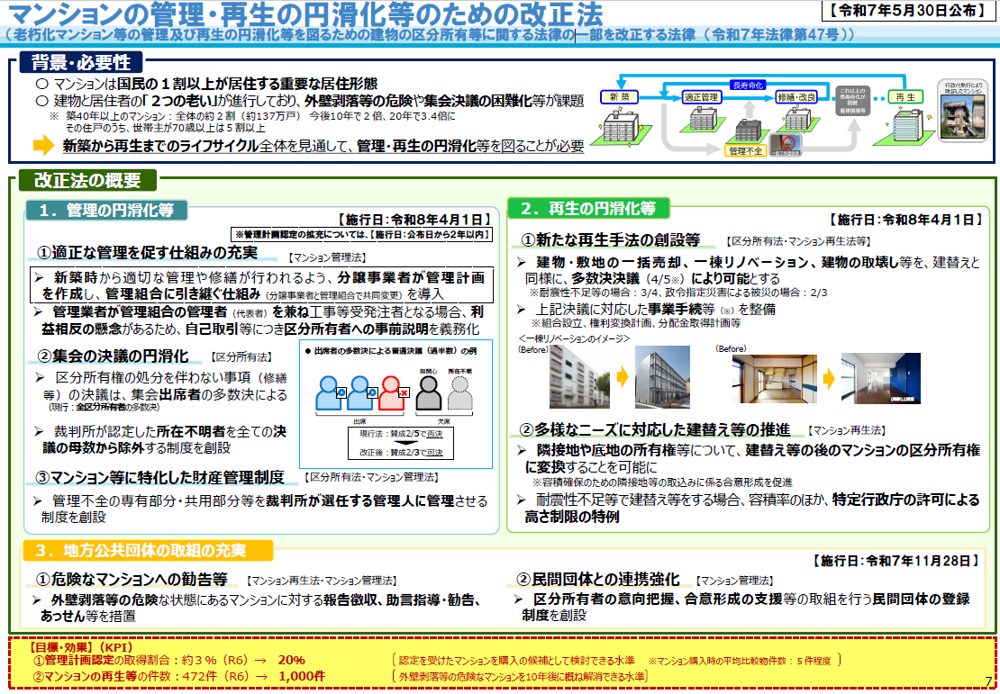 マンションの管理・再生の円滑化等のための改正法
【令和7年5月30日公布】
（老朽化マンション等の管理及び再生の円滑化等を図るための建物の区分所有等に関する法律の一部を改正する法律（令和7年法律第47号））
背景・必要性
○ マンションは国民の１割以上が居住する重要な居住形態
○ 建物と居住者の「２つの老い」が進行しており、外壁剥落等の危険や集会決議の困難化等が課題
※ 築40年以上のマンション：全体の約２割（約137万戸） 今後10年で２倍、20年で3.4倍に
その住戸のうち、世帯主が70歳以上は５割以上
新築から再生までのライフサイクル全体を見通して、管理・再生の円滑化等を図ることが必要
長寿命化
新 築
適正管理
修繕・改良
これ以上の
長寿命化が
困難
再 生
管理不全
行政代執行により
除却したマンション
改正法の概要
１．管理の円滑化等
【施行日：令和8年4月1日】
※管理計画認定の拡充については、【施行日：公布日から2年以内】
①適正な管理を促す仕組みの充実 【マンション管理法】
➢ 新築時から適切な管理や修繕が行われるよう、分譲事業者が管理計画
を作成し、管理組合に引き継ぐ仕組み（分譲事業者と管理組合で共同変更）を導入
➢ 管理業者が管理組合の管理者（代表者）を兼ね工事等受発注者となる場合、利
益相反の懸念があるため、自己取引等につき区分所有者への事前説明を義務化
②集会の決議の円滑化 【区分所有法】
➢ 区分所有権の処分を伴わない事項（修繕
等）の決議は、集会出席者の多数決による
（現行：全区分所有者の多数決）
➢ 裁判所が認定した所在不明者を全ての決
議の母数から除外する制度を創設
● 出席者の多数決による普通決議（過半数）の例
無関心
所在不明
出席
欠席
現行法：賛成2/5で否決
改正後：賛成2/3で可決
③マンション等に特化した財産管理制度 【区分所有法・マンション管理法】
➢ 管理不全の専有部分・共用部分等を裁判所が選任する管理人に管理させる
制度を創設
２．再生の円滑化等
【施行日：令和8年4月1日】
①新たな再生手法の創設等 【区分所有法・マンション再生法等】
➢ 建物・敷地の一括売却、一棟リノベーション、建物の取壊し等を、建替えと
同様に、多数決決議（4/5※）により可能とする
※耐震性不足等の場合：3/4、政令指定災害による被災の場合：2/3
➢ 上記決議に対応した事業手続等（※）を整備
※組合設立、権利変換計画、分配金取得計画等
＜一棟リノベーションのイメージ＞
（Before）
（Before）
②多様なニーズに対応した建替え等の推進 【マンション再生法】
➢ 隣接地や底地の所有権等について、建替え等の後のマンションの区分所有権
に変換することを可能に
※容積確保のための隣接地等の取込みに係る合意形成を促進
➢ 耐震性不足等で建替え等をする場合、容積率のほか、特定行政庁の許可による
高さ制限の特例
３．地方公共団体の取組の充実
【施行日：令和7年11月28日】
①危険なマンションへの勧告等 【マンション再生法・マンション管理法】
➢ 外壁剥落等の危険な状態にあるマンションに対する報告徴収、助言指導・勧告、
あっせん等を措置
②民間団体との連携強化 【マンション管理法】
➢ 区分所有者の意向把握、合意形成の支援等の取組を行う民間団体の登録
制度を創設
【目標・効果】（KPI）
①管理計画認定の取得割合：約３％（R6）→ 20％ 〔 認定を受けたマンションを購入の候補として検討できる水準 ※マンション購入時の平均比較物件数：５件程度 〕
②マンションの再生等の件数：472件（R6）→ 1,000件 〔 外壁剥落等の危険なマンションを10年後に概ね解消できる水準〕
7